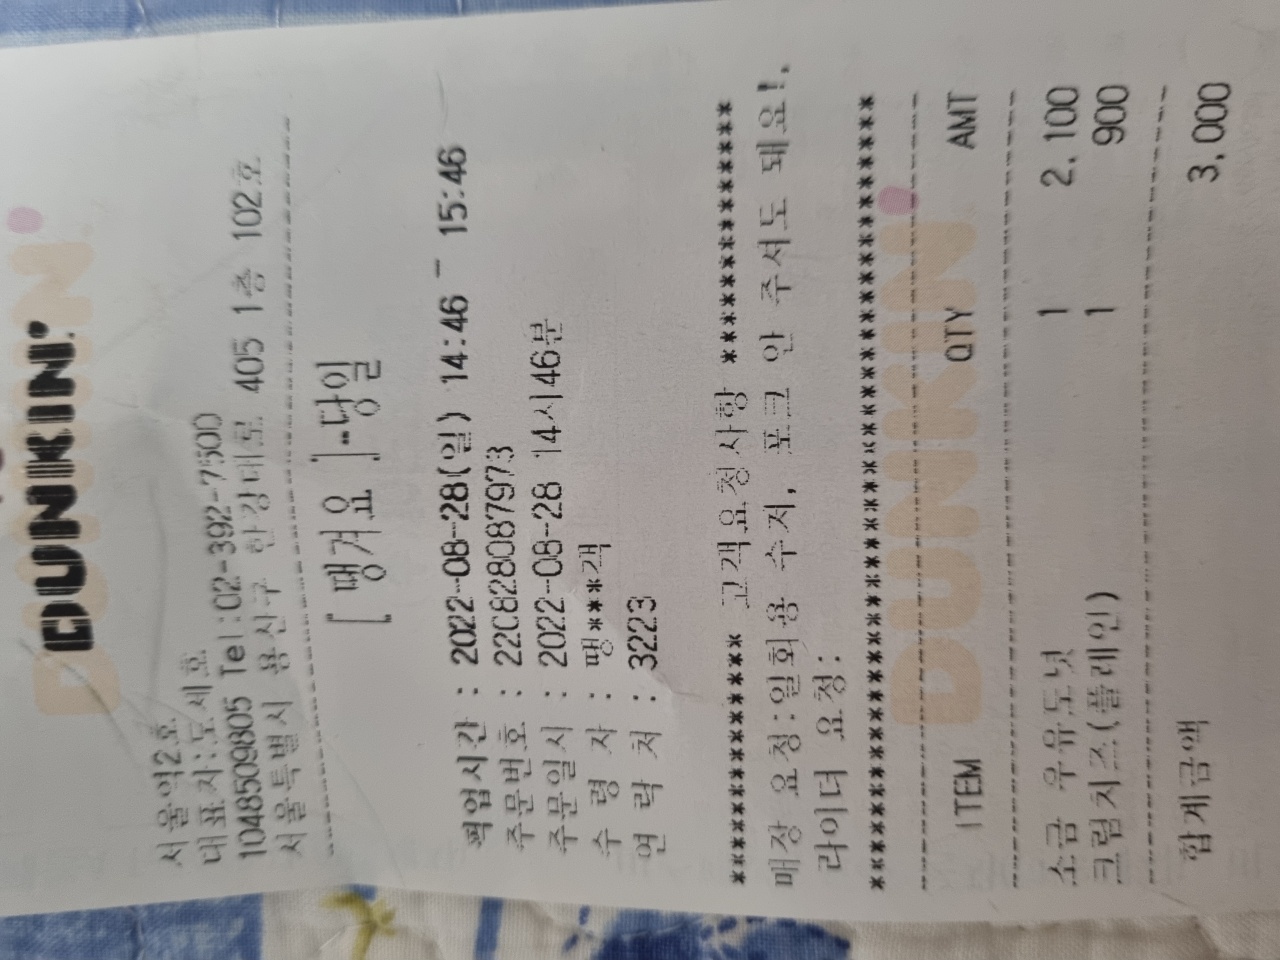 DUNKIN'
서울역2호
대표자:도세호
1048509805 Tel:02-392-7500
서울특별시 용산구 한강대로 405 1층 102호
[ 땡겨요 ]-당일
픽업시간 : 2022-08-28(일) 14:46 - 15:46
주문번호 : 220828087973
주문일시 : 2022-08-28 14시46분
수 령 자 : 땡***객
연 락 처 : 3223
************* 고객요청사항 *****************
매장 요청:일회용 수저, 포크 안 주셔도 돼요!.
라이더 요청:
**************************************************
DUNKIN'
ITEM QTY AMT
소금 우유도넛 1 2,100
크림치즈(플레인) 1 900
합계금액 3,000